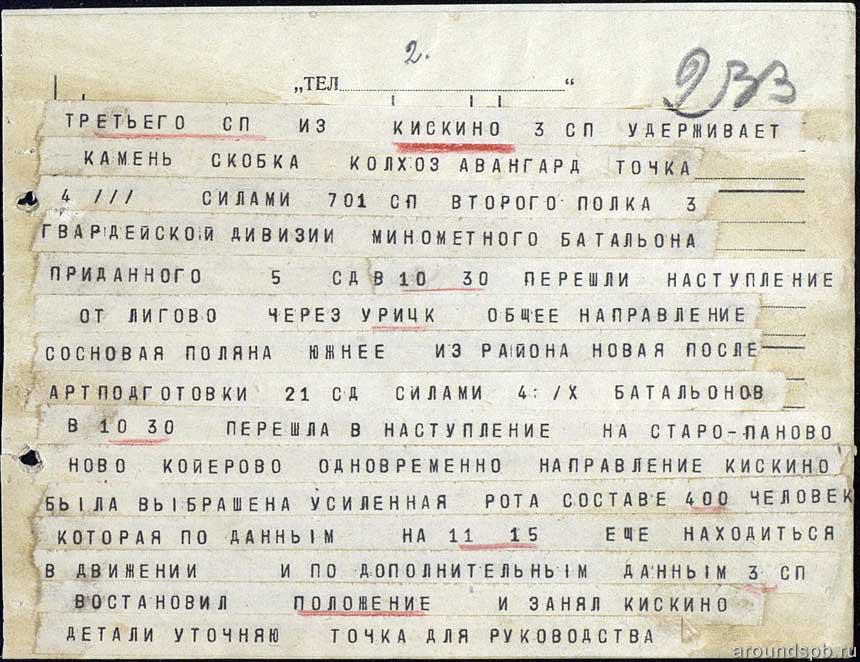 2.
„ТЕЛ“
233
ТРЕТЬЕГО СП ИЗ КИСКИНО 3 СП УДЕРЖИВАЕТ
КАМЕНЬ СКОБКА КОЛХОЗ АВАНГАРД ТОЧКА
4 /// СИЛАМИ 701 СП ВТОРОГО ПОЛКА 3
ГВАРДЕЙСКОЙ ДИВИЗИИ МИНОМЕТНОГО БАТАЛЬОНА
ПРИДАННОГО 5 СД В 10 30 ПЕРЕШЛИ НАСТУПЛЕНИЕ
ОТ ЛИГОВО ЧЕРЕЗ УРИЦК ОБЩЕЕ НАПРАВЛЕНИЕ
СОСНОВАЯ ПОЛЯНА ЮЖНЕЕ ИЗ РАЙОНА НОВАЯ ПОСЛЕ
АРТПОДГОТОВКИ 21 СД СИЛАМИ 4: /Х БАТАЛЬОНОВ
В 10 30 ПЕРЕШЛА В НАСТУПЛЕНИЕ НА СТАРО-ПАНОВО
НОВО КОЙЕРОВО ОДНОВРЕМЕННО НАПРАВЛЕНИЕ КИСКИНО
БЫЛА ВЫБРАШЕНА УСИЛЕННАЯ РОТА СОСТАВЕ 400 ЧЕЛОВЕК
КОТОРАЯ ПО ДАННЫМ НА 11 15 ЕЩЕ НАХОДИТЬСЯ
В ДВИЖЕНИИ И ПО ДОПОЛНИТЕЛЬНЫМ ДАННЫМ 3 СП
ВОСТАНОВИЛ ПОЛОЖЕНИЕ И ЗАНЯЛ КИСКИНО
ДЕТАЛИ УТОЧНЯЮ ТОЧКА ДЛЯ РУКОВОДСТВА
aroundspb.ru